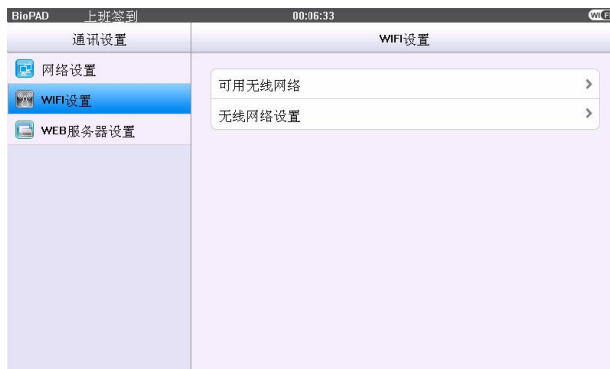 BioPAD 上班签到 00:06:33 WIFI
通讯设置 WIFI设置
网络设置
WIFI设置
WEB服务器设置
可用无线网络
无线网络设置